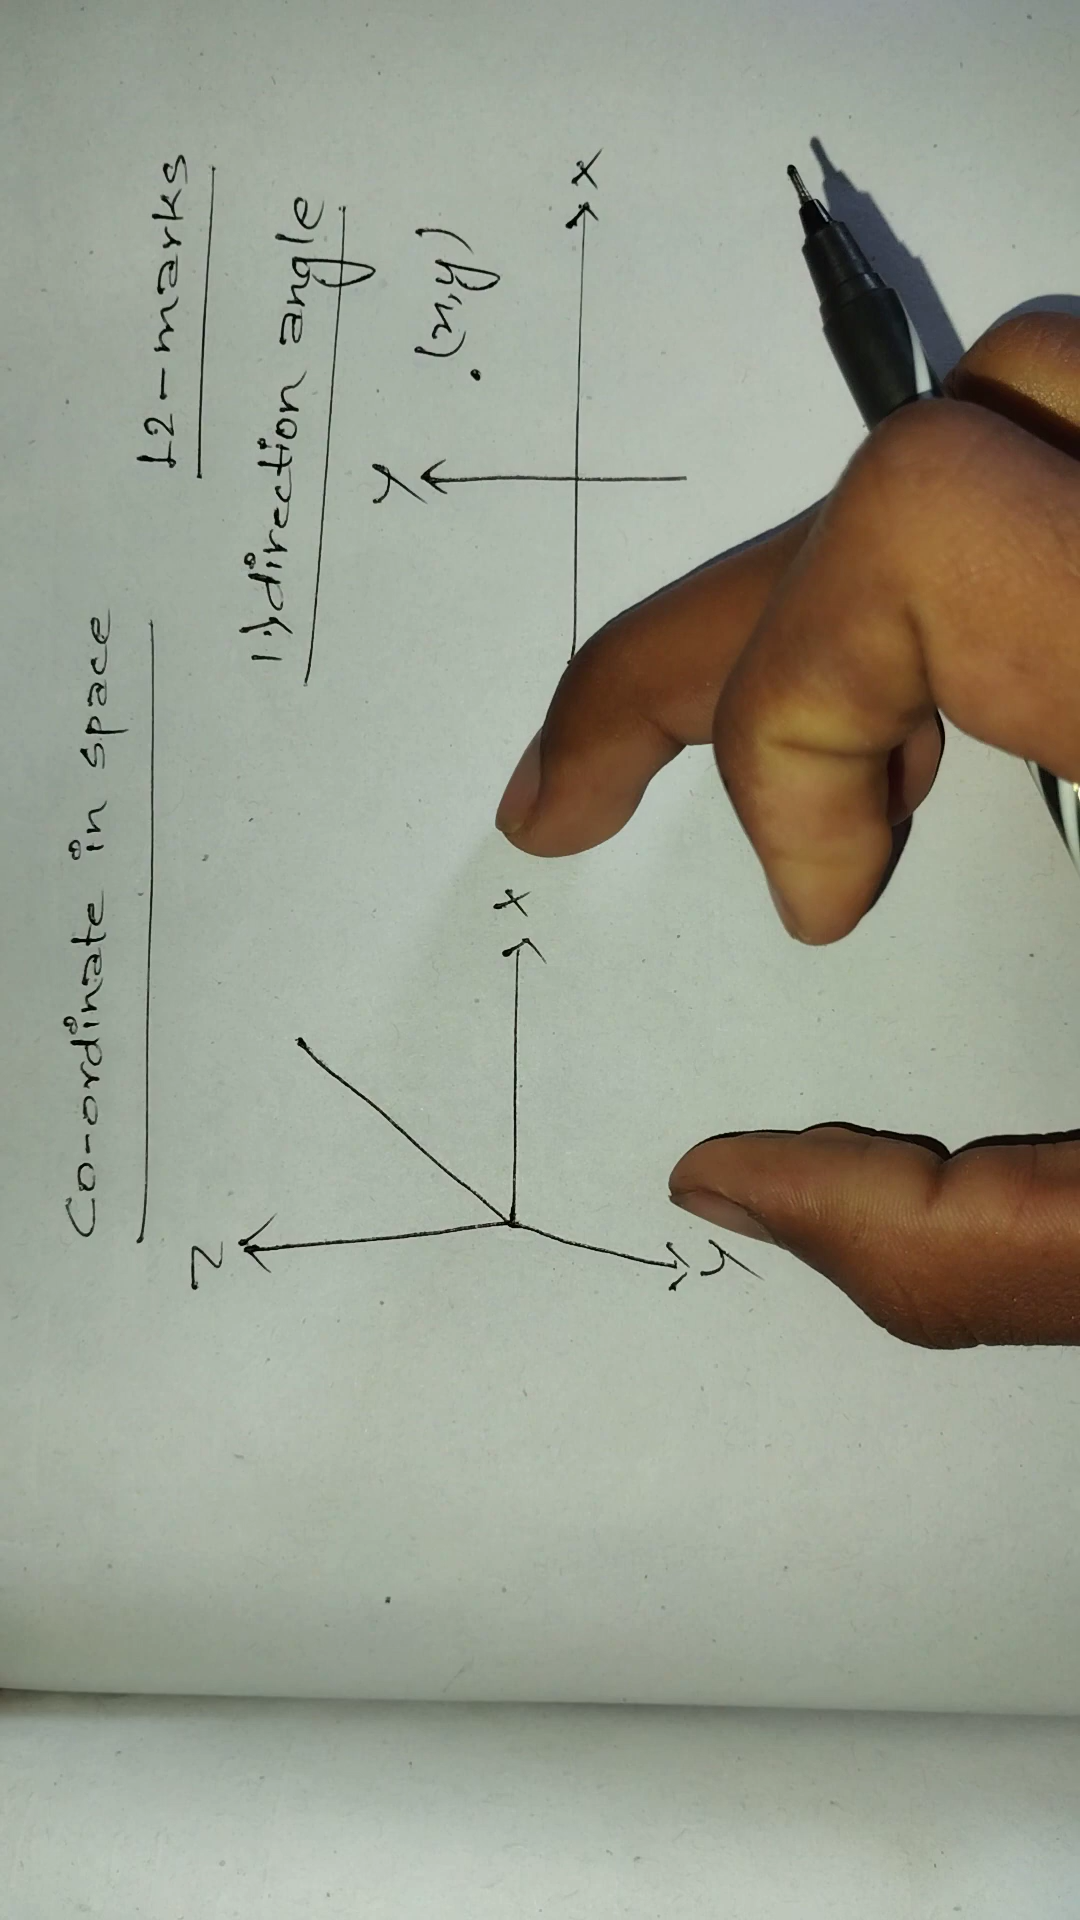 Co-ordinate in space
12-marks
1) direction angle
Y
(x,y)
X
Z
X
Y